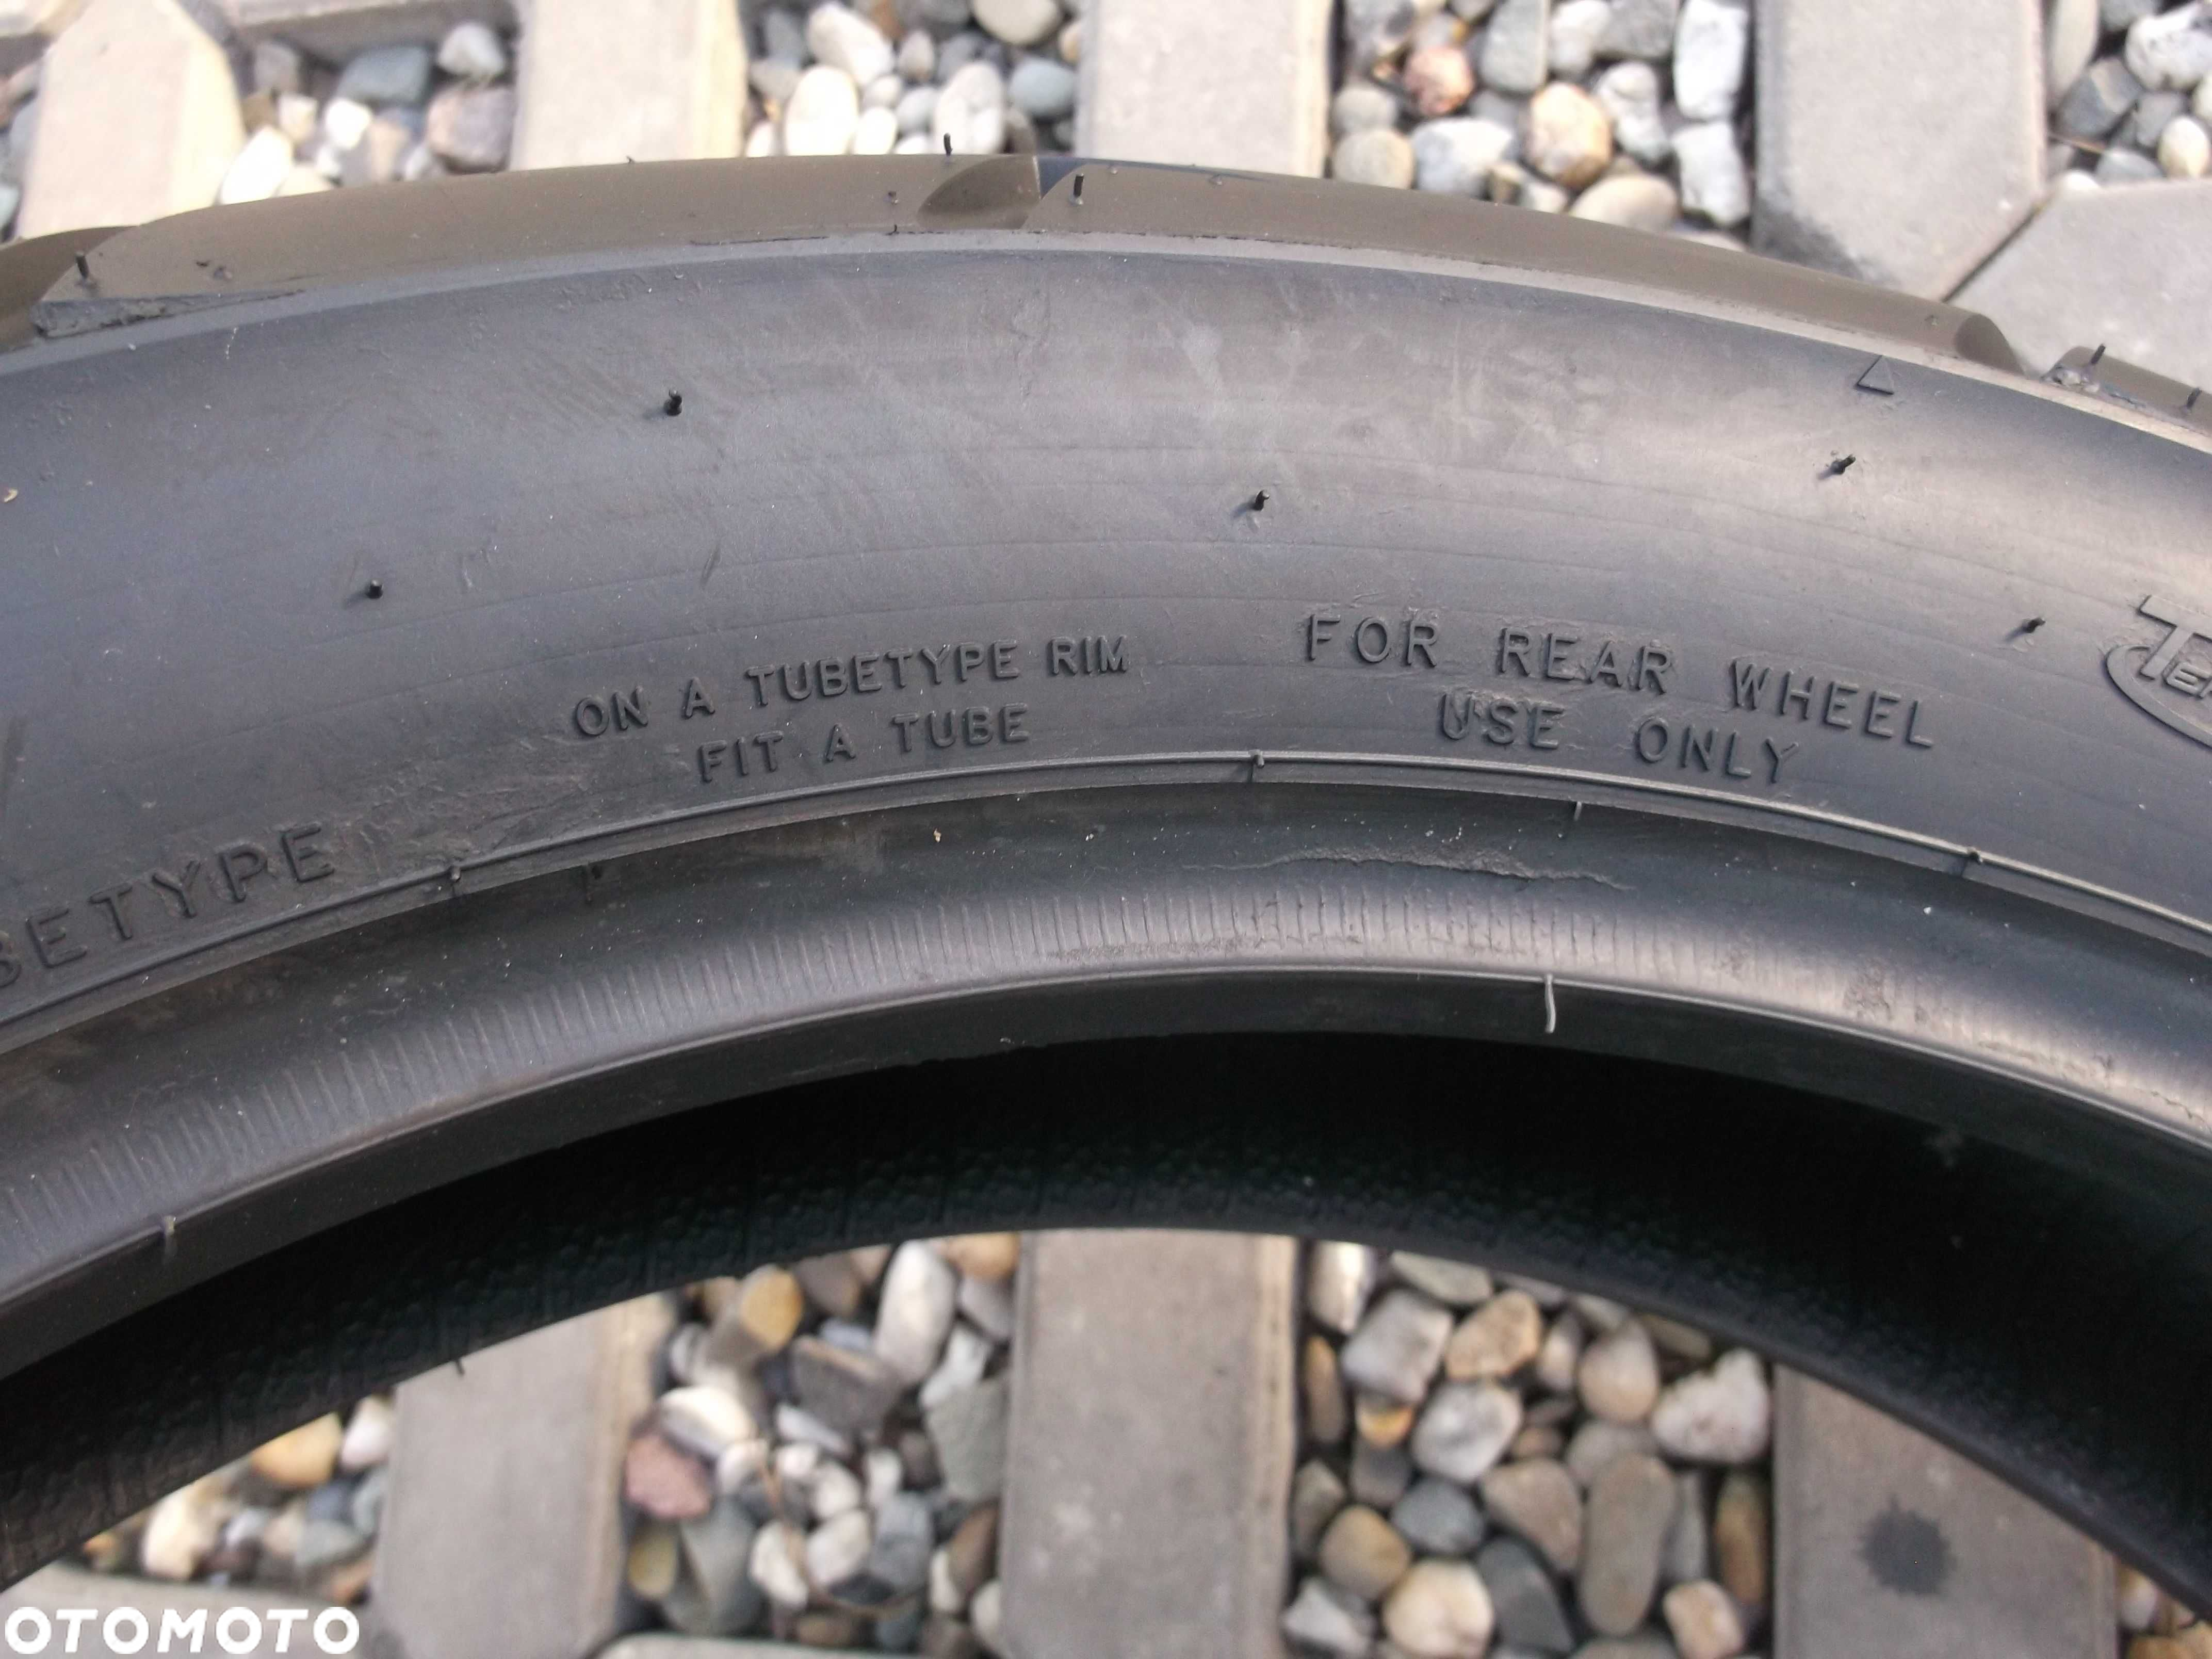 ON A TUBETYPE RIM
FIT A TUBE
FOR REAR WHEEL
USE ONLY
BETYPE
OTOMOTO